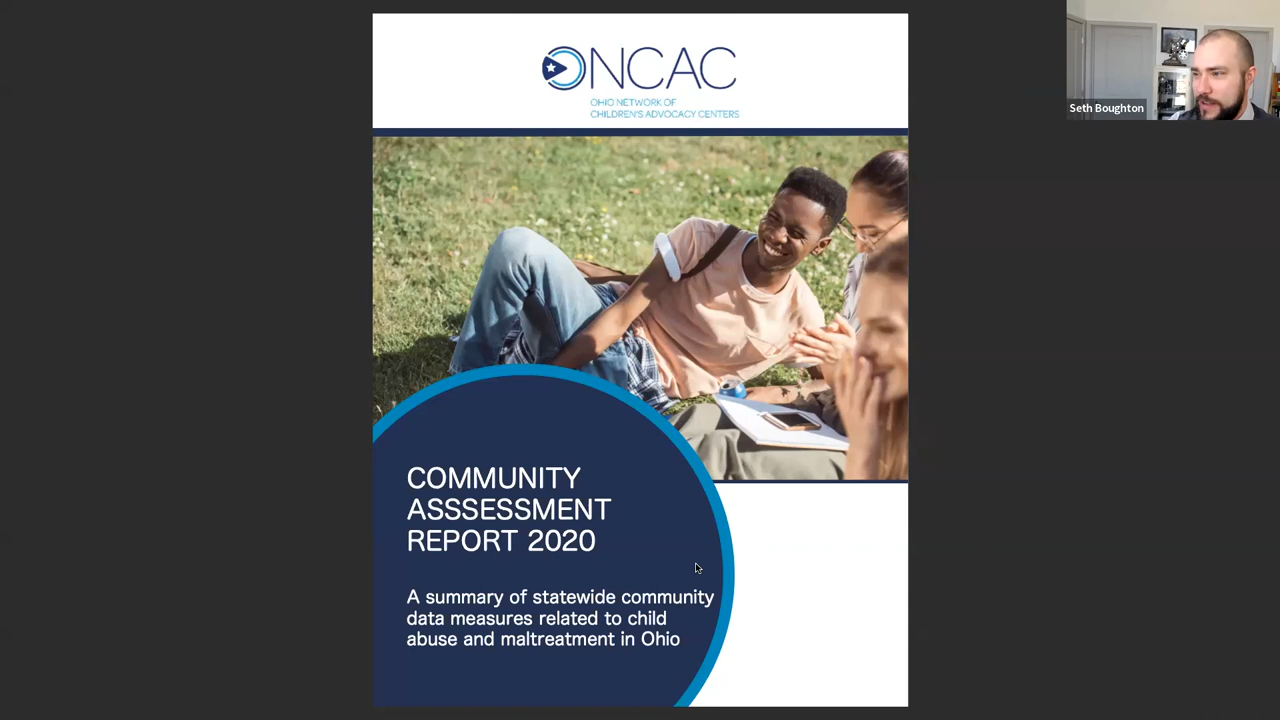 ONCAC
OHIO NETWORK OF
CHILDREN'S ADVOCACY CENTERS
Seth Boughton
COMMUNITY
ASSSESSMENT
REPORT 2020
A summary of statewide community
data measures related to child
abuse and maltreatment in Ohio